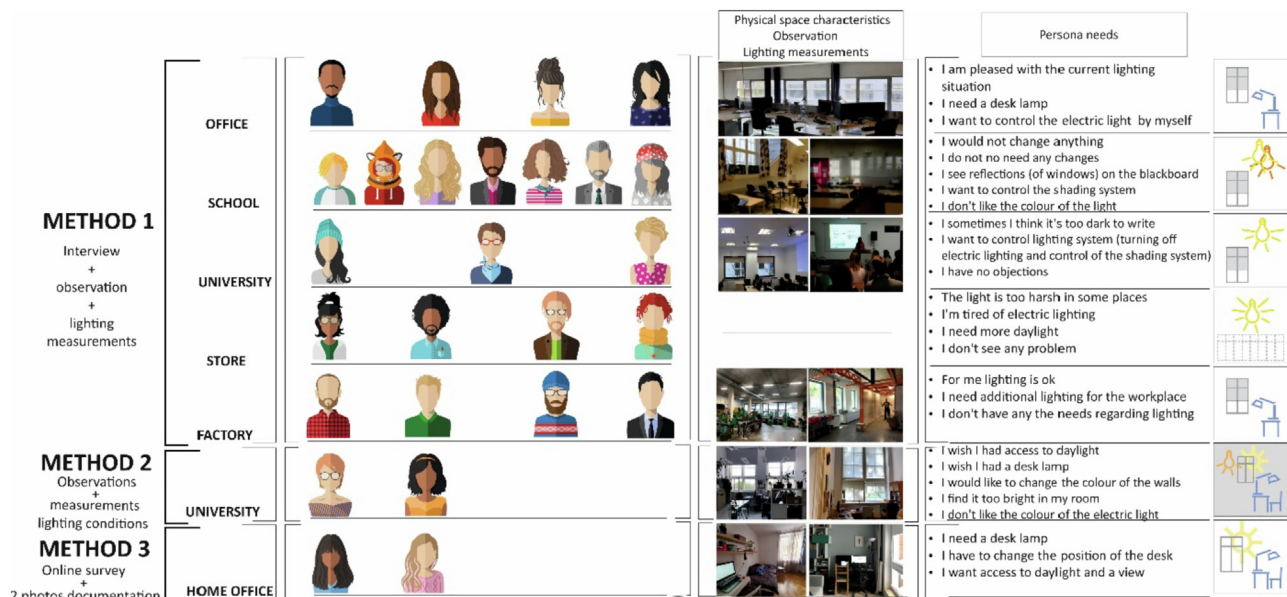 Physical space characteristics
Observation
Lighting measurements
Persona needs
METHOD 1
Interview
+
observation
+
lighting
measurements
OFFICE
• I am pleased with the current lighting
situation
• I need a desk lamp
• I want to control the electric light by myself
SCHOOL
• I would not change anything
• I do not no need any changes
• I see reflections (of windows) on the blackboard
• I want to control the shading system
• I don't like the colour of the light
UNIVERSITY
• I sometimes I think it's too dark to write
• I want to control lighting system (turning off
electric lighting and control of the shading system)
• I have no objections
STORE
• The light is too harsh in some places
• I'm tired of electric lighting
• I need more daylight
• I don't see any problem
FACTORY
• For me lighting is ok
• I need additional lighting for the workplace
• I don't have any the needs regarding lighting
METHOD 2
Observations
+
measurements
lighting conditions
UNIVERSITY
• I wish I had access to daylight
• I wish I had a desk lamp
• I would like to change the colour of the walls
• I find it too bright in my room
• I don't like the colour of the electric light
METHOD 3
Online survey
+
2 photos documentation
HOME OFFICE
• I need a desk lamp
• I have to change the position of the desk
• I want access to daylight and a view